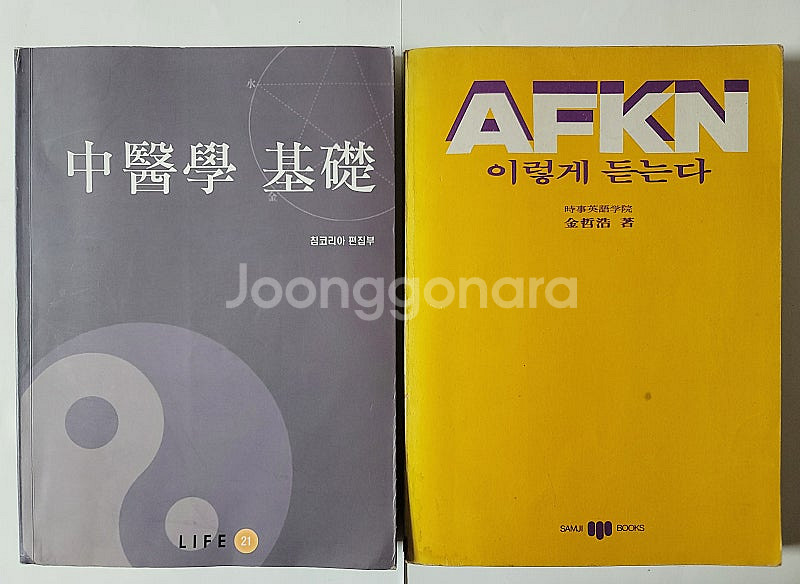 水
中醫學 基礎
金
침코리아 편집부
LIFE 21
AFKN
이렇게 듣는다
時事英語学院
金哲浩 著
SAMJI BOOKS
Joonggonara